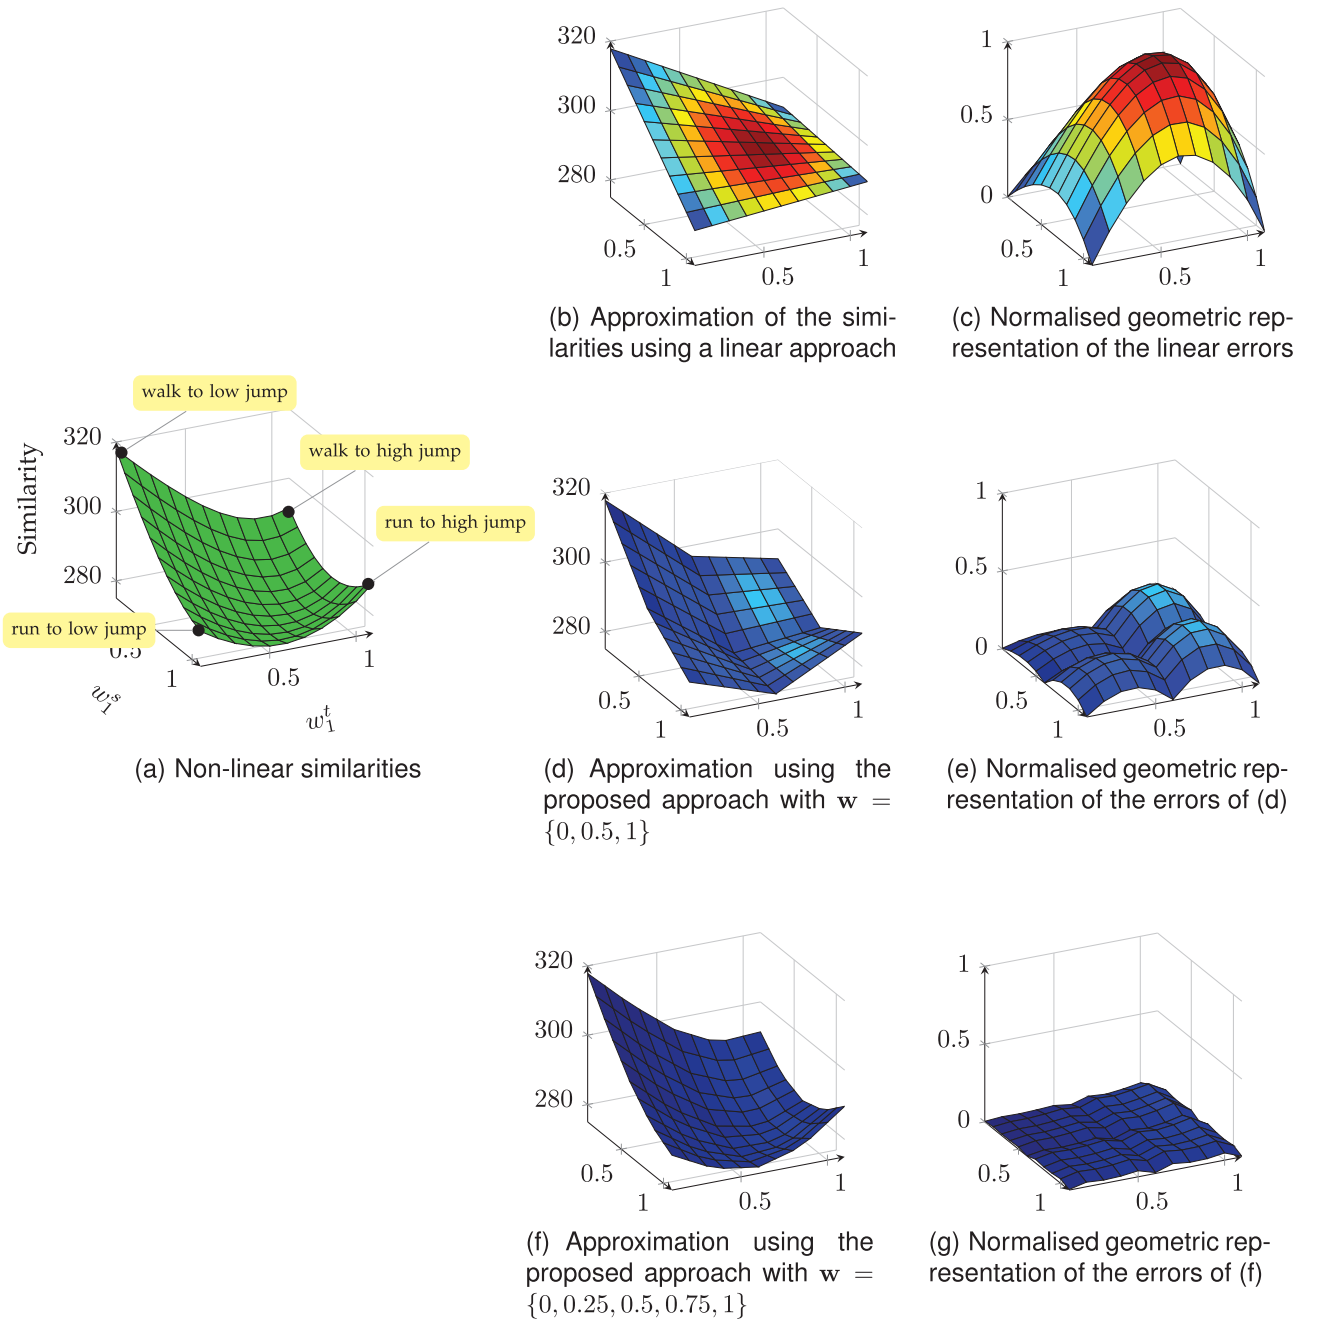 320
300
280
0.5
1
0.5
1
(b) Approximation of the simi-
larities using a linear approach
1
0.5
0
0.5
1
0.5
1
(c) Normalised geometric rep-
resentation of the linear errors
walk to low jump
walk to high jump
run to high jump
run to low jump
Similarity
320
300
280
0.5
1
0.5
1
w₁ˢ
w₁ᵗ
(a) Non-linear similarities
320
300
280
0.5
1
0.5
1
(d) Approximation using the
proposed approach with w =
{0, 0.5, 1}
1
0.5
0
0.5
1
0.5
1
(e) Normalised geometric rep-
resentation of the errors of (d)
320
300
280
0.5
1
0.5
1
(f) Approximation using the
proposed approach with w =
{0, 0.25, 0.5, 0.75, 1}
1
0.5
0
0.5
1
0.5
1
(g) Normalised geometric rep-
resentation of the errors of (f)